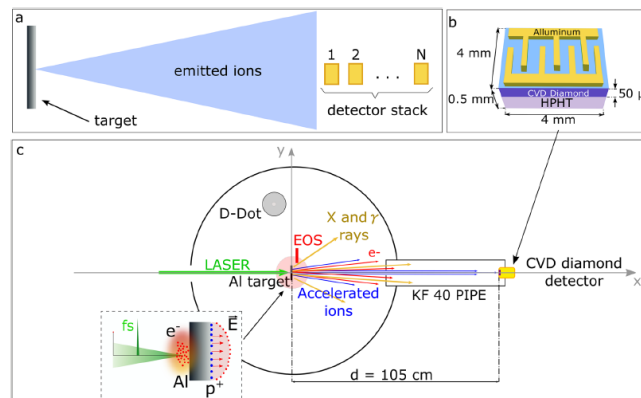 a
emitted ions
target
1 2 . . . N
detector stack
b
Alluminum
4 mm
CVD Diamond
HPHT
50 μ
0.5 mm
4 mm
c
y
D-Dot
X and γ
rays
EOS
e-
LASER
Al target
Accelerated
ions
KF 40 PIPE
CVD diamond
detector
x
fs
e-
E
Al
p+
d = 105 cm